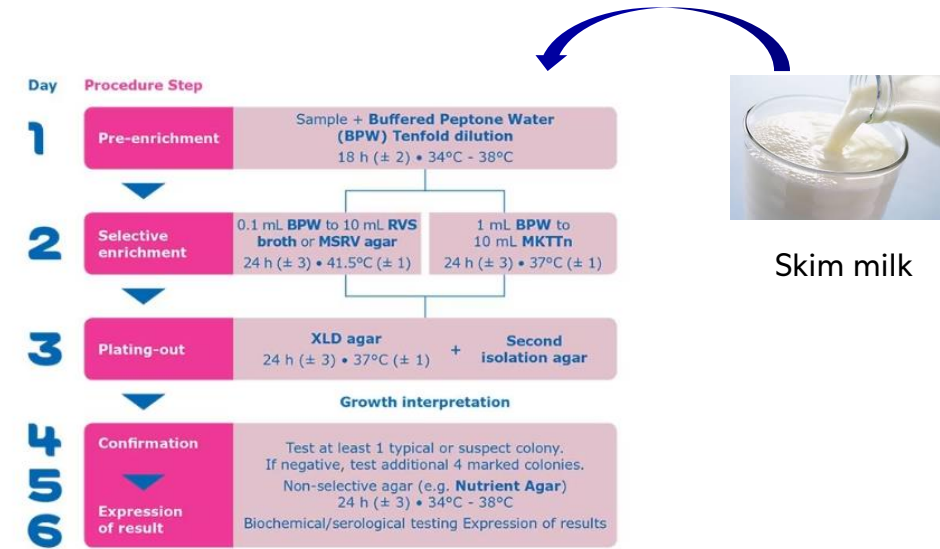 Day Procedure Step
1 Pre-enrichment
Sample + Buffered Peptone Water
(BPW) Tenfold dilution
18 h (± 2) • 34°C - 38°C
2 Selective
enrichment
0.1 mL BPW to 10 mL RVS
broth or MSRV agar
24 h (± 3) • 41.5°C (± 1)
1 mL BPW to
10 mL MKTTn
24 h (± 3) • 37°C (± 1)
3 Plating-out
XLD agar
24 h (± 3) • 37°C (± 1)
+
Second
isolation agar
Growth interpretation
4 Confirmation
5
6 Expression
of result
Test at least 1 typical or suspect colony.
If negative, test additional 4 marked colonies.
Non-selective agar (e.g. Nutrient Agar)
24 h (± 3) • 34°C - 38°C
Biochemical/serological testing Expression of results
Skim milk